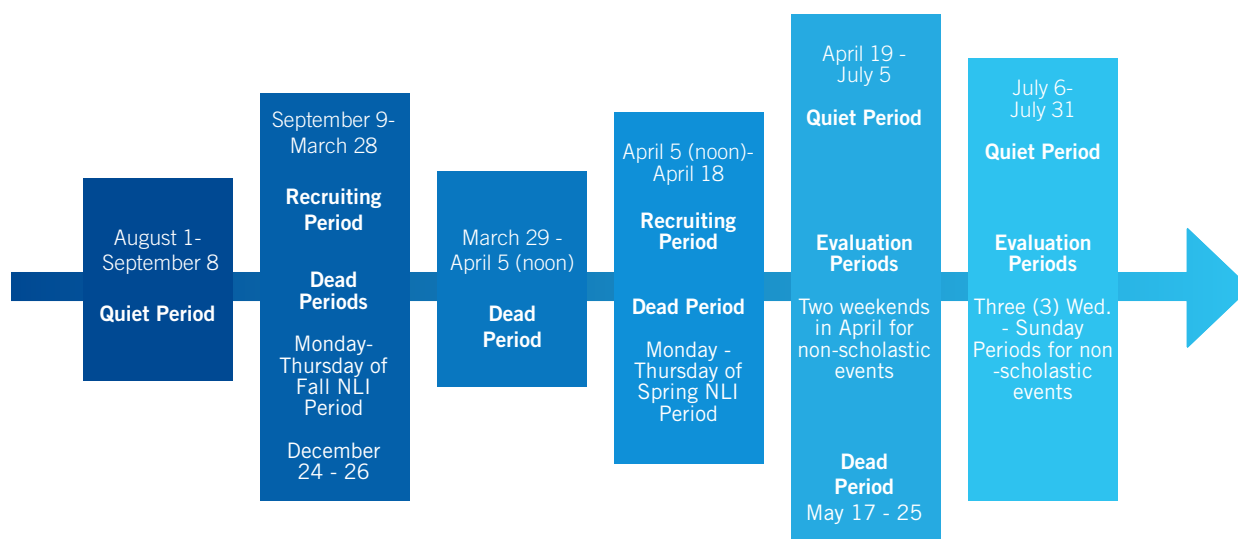 August 1-
September 8
Quiet Period
September 9-
March 28
Recruiting
Period
Dead
Periods
Monday-
Thursday of
Fall NLI
Period
December
24 - 26
March 29 -
April 5 (noon)
Dead
Period
April 5 (noon)-
April 18
Recruiting
Period
Dead Period
Monday -
Thursday of
Spring NLI
Period
April 19 -
July 5
Quiet Period
Evaluation
Periods
Two weekends
in April for
non-scholastic
events
Dead
Period
May 17 - 25
July 6-
July 31
Quiet Period
Evaluation
Periods
Three (3) Wed.
- Sunday
Periods for non
-scholastic
events